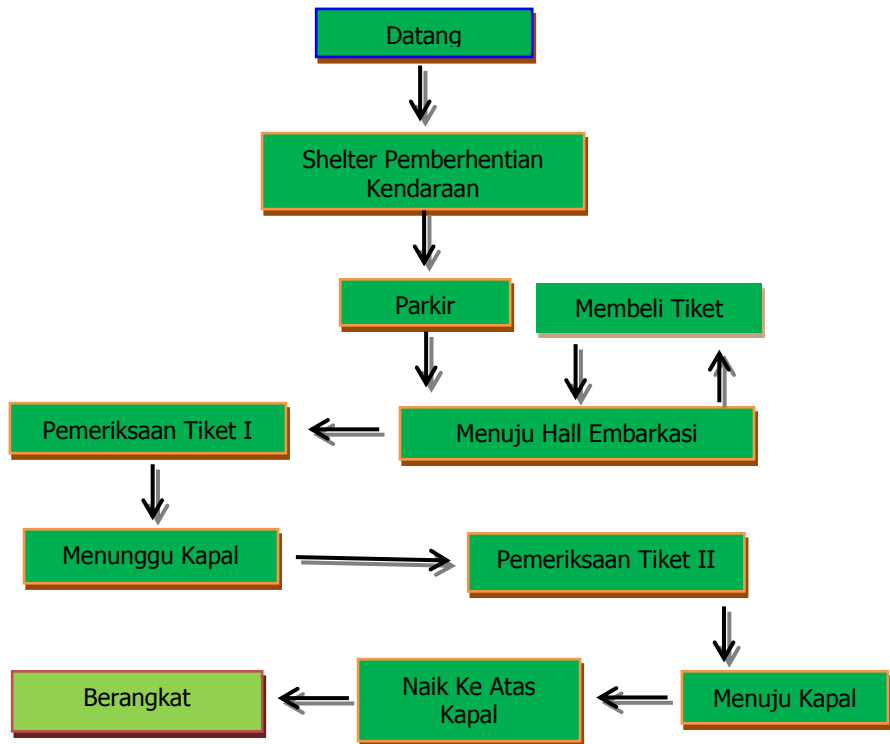 Datang
Shelter Pemberhentian
Kendaraan
Parkir
Membeli Tiket
Menuju Hall Embarkasi
Pemeriksaan Tiket I
Menunggu Kapal
Pemeriksaan Tiket II
Menuju Kapal
Naik Ke Atas
Kapal
Berangkat